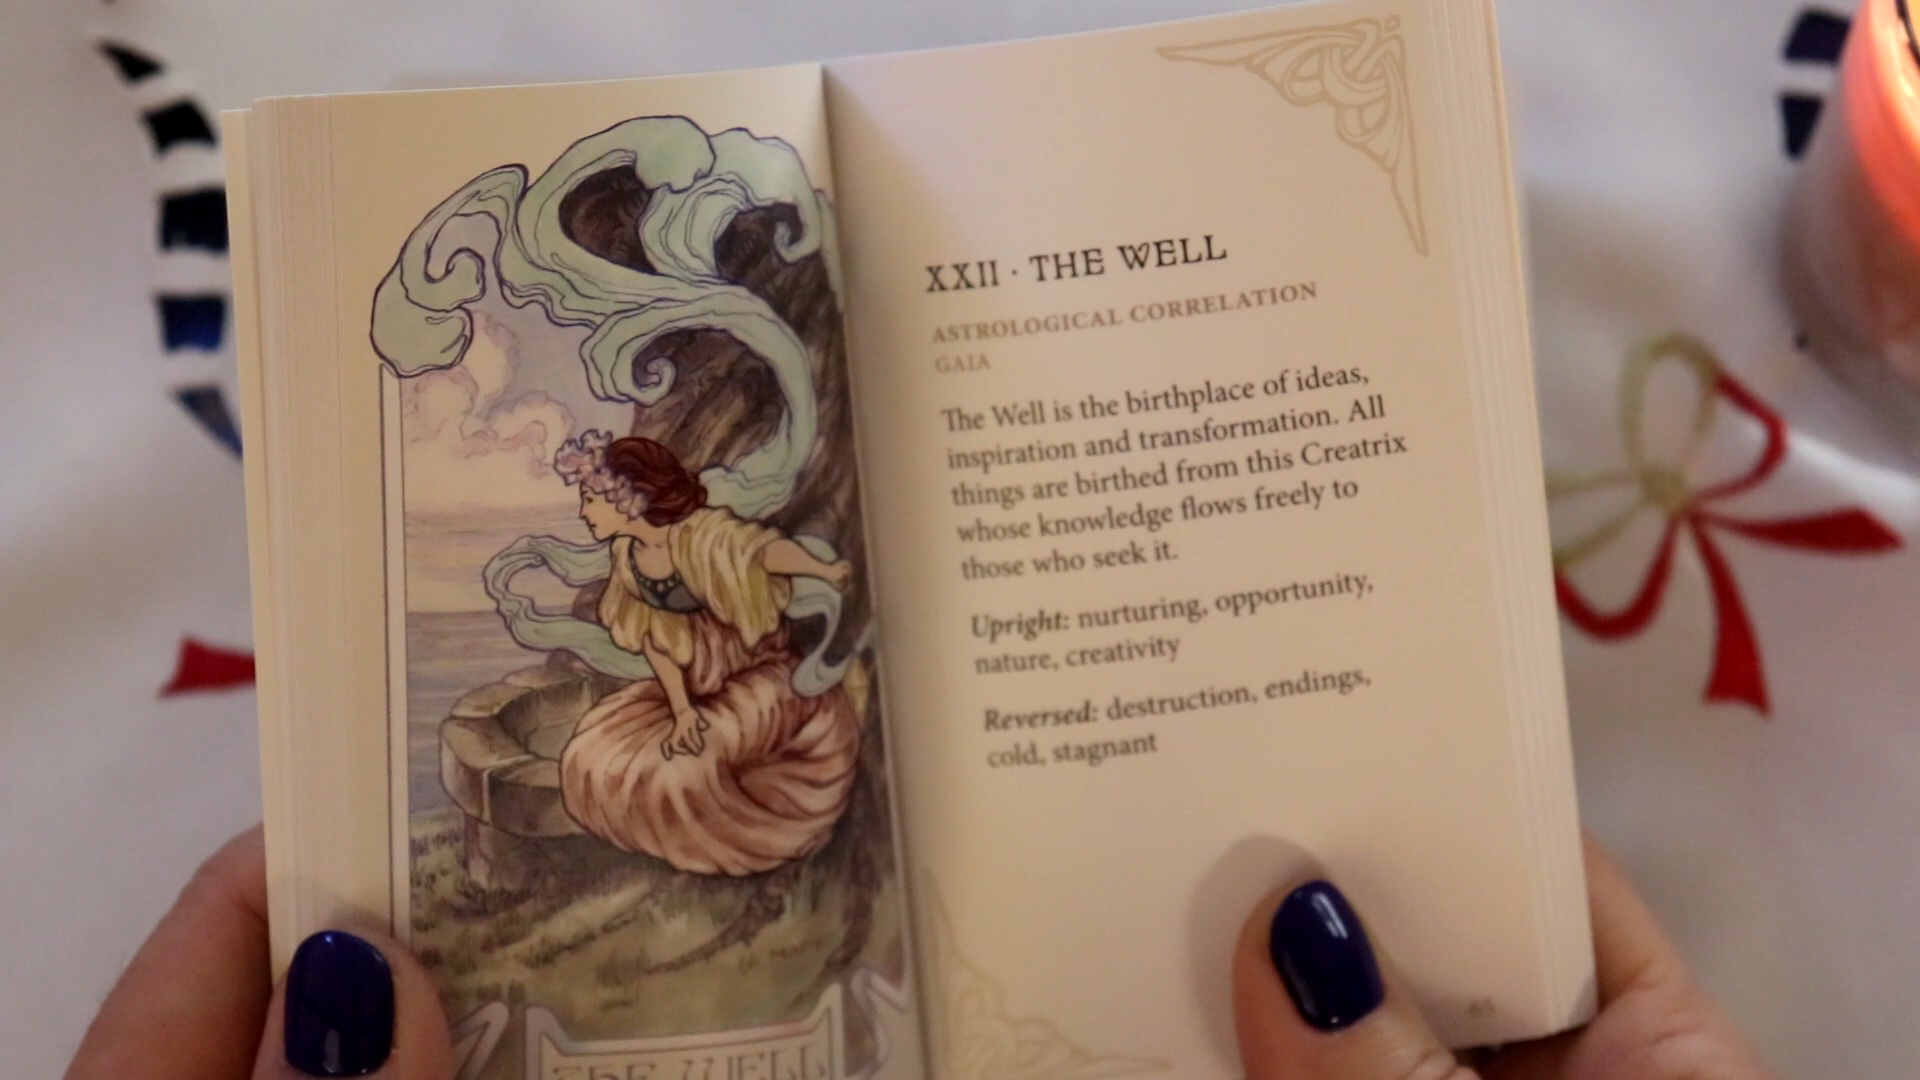 THE WELL
XXII · THE WELL
ASTROLOGICAL CORRELATION
GAIA
The Well is the birthplace of ideas,
inspiration and transformation. All
things are birthed from this Creatrix
whose knowledge flows freely to
those who seek it.
Upright: nurturing, opportunity,
nature, creativity
Reversed: destruction, endings,
cold, stagnant